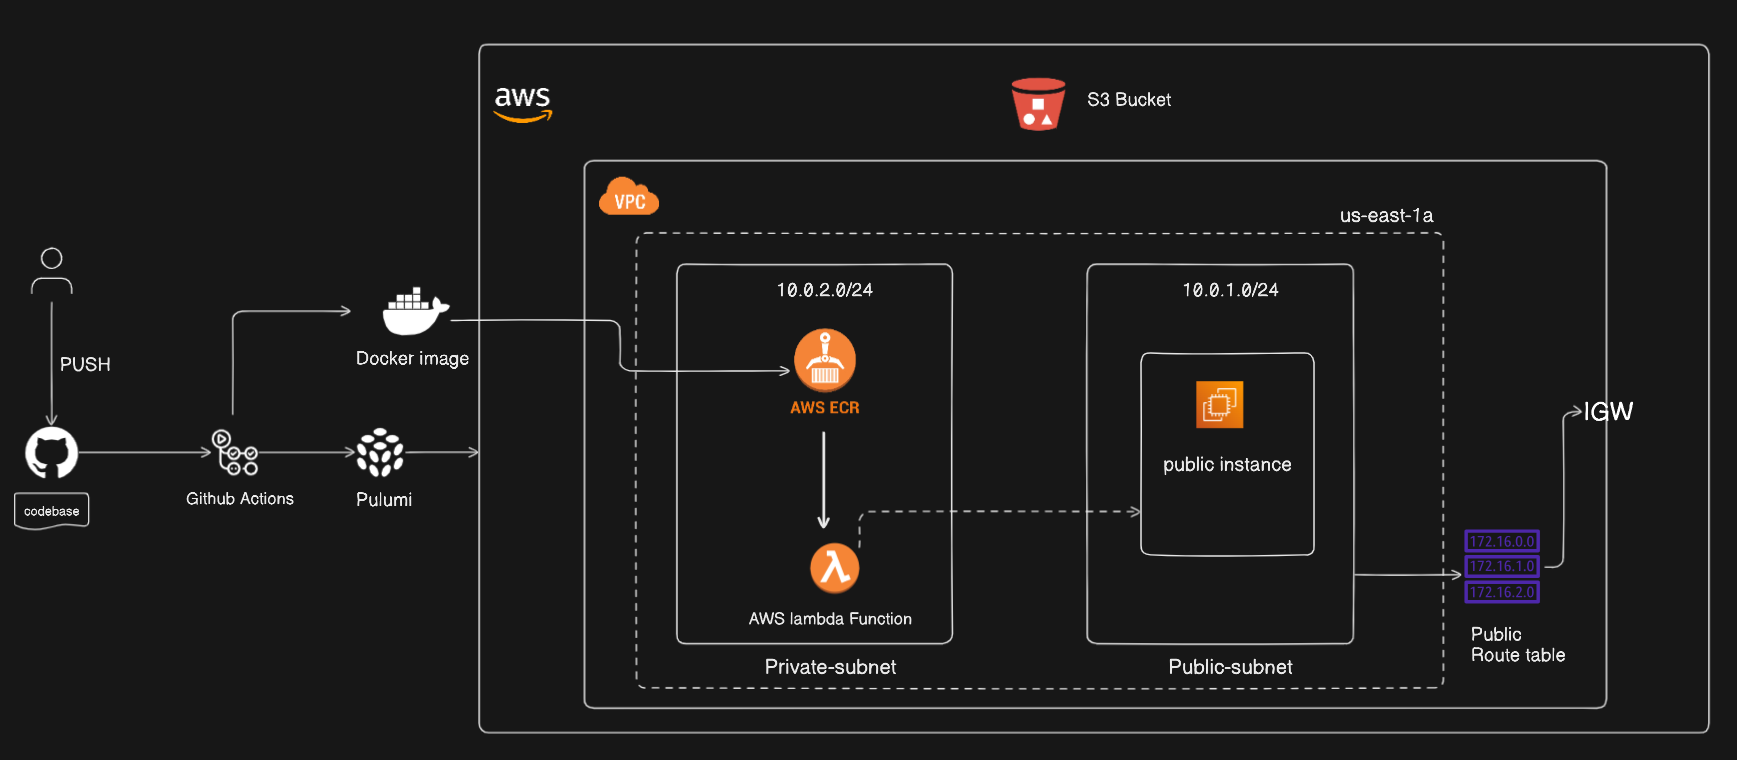 aws
S3 Bucket
VPC
us-east-1a
10.0.2.0/24
10.0.1.0/24
PUSH
Docker image
AWS ECR
IGW
public instance
codebase
Github Actions
Pulumi
172.16.0.0
172.16.1.0
172.16.2.0
AWS lambda Function
Public
Route table
Private-subnet
Public-subnet